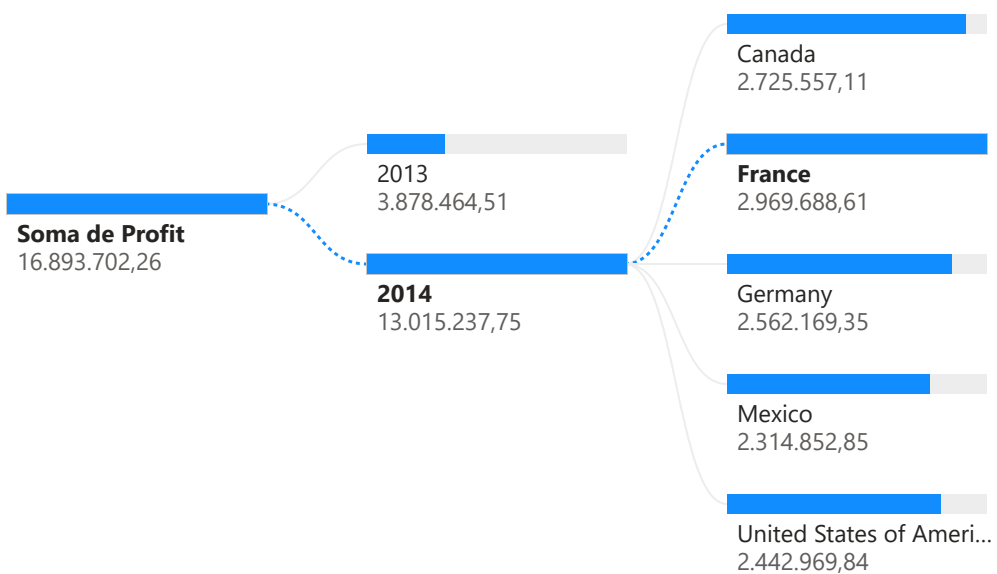 Soma de Profit
16.893.702,26
2013
3.878.464,51
2014
13.015.237,75
Canada
2.725.557,11
France
2.969.688,61
Germany
2.562.169,35
Mexico
2.314.852,85
United States of Ameri...
2.442.969,84